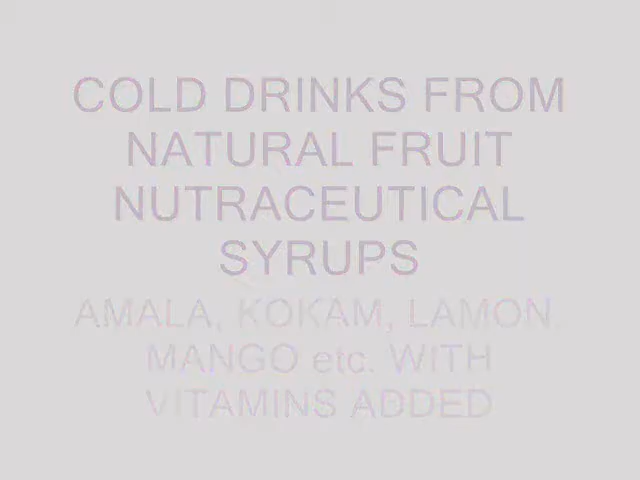 COLD DRINKS FROM
NATURAL FRUIT
NUTRACEUTICAL
SYRUPS
AMALA, KOKAM, LAMON,
MANGO etc. WITH
VITAMINS ADDED